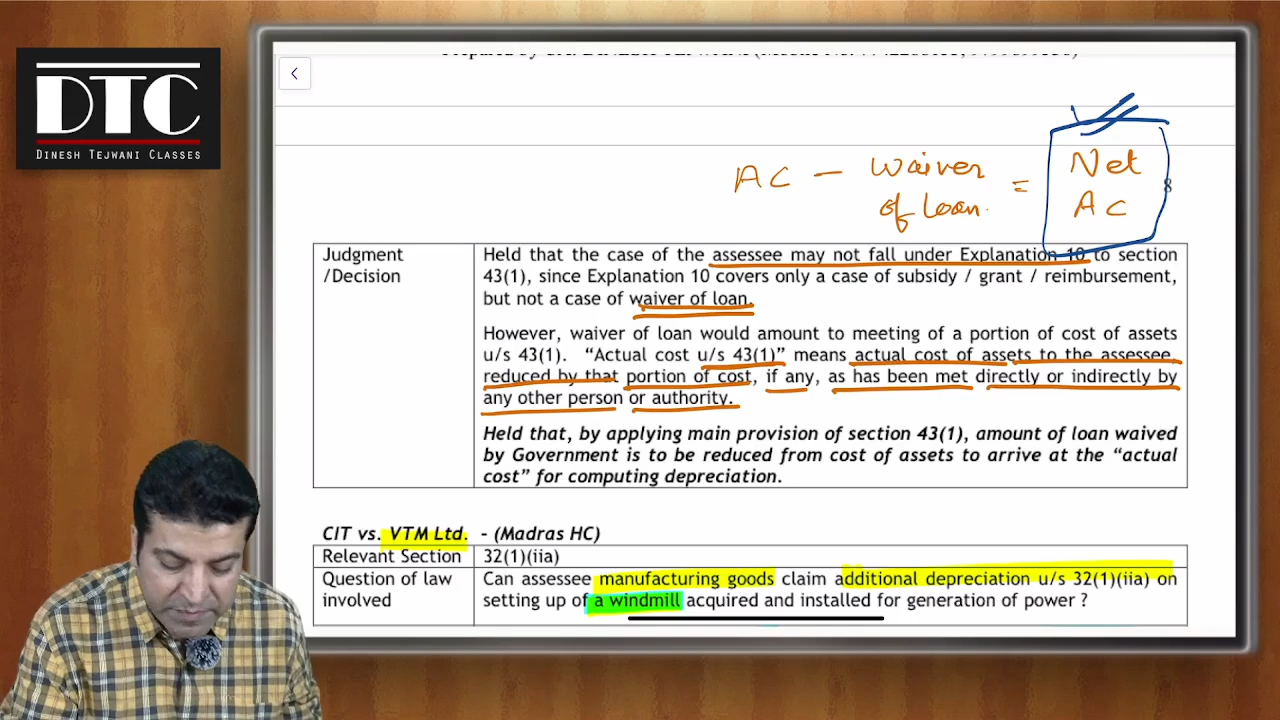 DTC
DINESH TEJWANI CLASSES
AC - Waiver of loan. = Net AC
8
Judgment /Decision
Held that the case of the assessee may not fall under Explanation 10 to section
43(1), since Explanation 10 covers only a case of subsidy / grant / reimbursement,
but not a case of waiver of loan.
However, waiver of loan would amount to meeting of a portion of cost of assets
u/s 43(1). “Actual cost u/s 43(1)” means actual cost of assets to the assessee,
reduced by that portion of cost, if any, as has been met directly or indirectly by
any other person or authority.
Held that, by applying main provision of section 43(1), amount of loan waived
by Government is to be reduced from cost of assets to arrive at the “actual
cost” for computing depreciation.
CIT vs. VTM Ltd. - (Madras HC)
Relevant Section 32(1)(iia)
Question of law involved
Can assessee manufacturing goods claim additional depreciation u/s 32(1)(iia) on
setting up of a windmill acquired and installed for generation of power ?